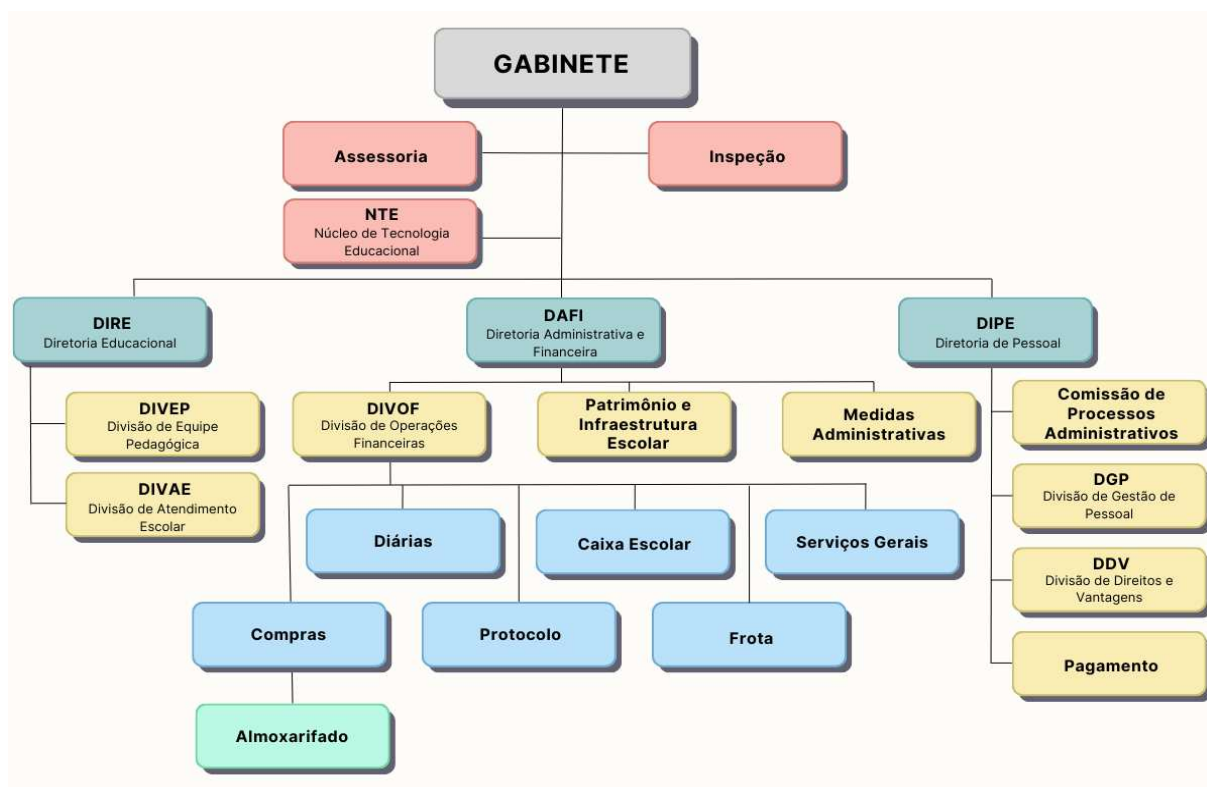 GABINETE
Assessoria
Inspeção
NTE
Núcleo de Tecnologia
Educacional
DIRE
Diretoria Educacional
DAFI
Diretoria Administrativa e
Financeira
DIPE
Diretoria de Pessoal
DIVEP
Divisão de Equipe
Pedagógica
DIVAE
Divisão de Atendimento
Escolar
DIVOF
Divisão de Operações
Financeiras
Patrimônio e
Infraestrutura
Escolar
Medidas
Administrativas
Comissão de
Processos
Administrativos
DGP
Divisão de Gestão de
Pessoal
DDV
Divisão de Direitos e
Vantagens
Pagamento
Diárias
Caixa Escolar
Serviços Gerais
Compras
Protocolo
Frota
Almoxarifado